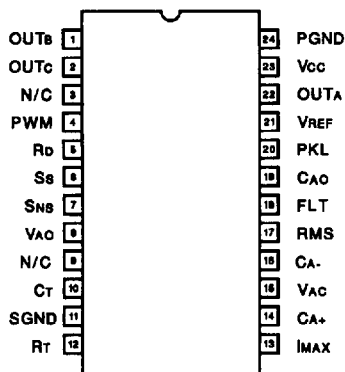 OUTB 1 24 PGND
OUTC 2 23 VCC
N/C 3 22 OUTA
PWM 4 21 VREF
RD 5 20 PKL
SS 6 19 CAO
SNS 7 18 FLT
VAO 8 17 RMS
N/C 9 16 CA-
CT 10 15 VAC
SGND 11 14 CA+
RT 12 13 IMAX